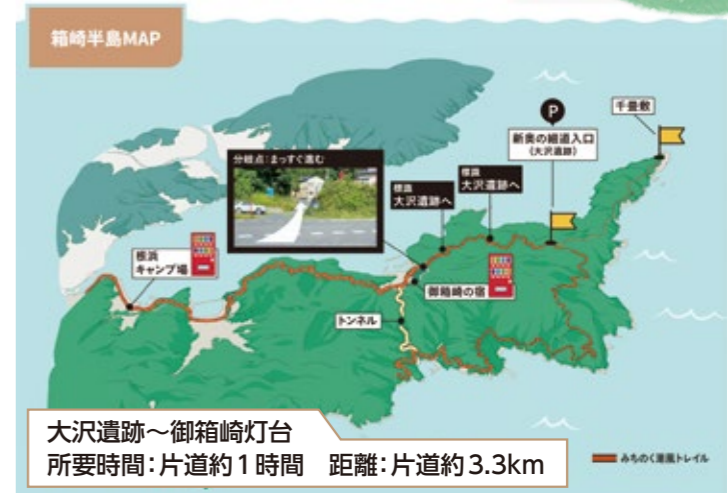 箱崎半島MAP
千畳敷
P
新奥の細道入口
(大沢遺跡)
分岐点:まっすぐ進む
標識
大沢遺跡へ
標識
大沢遺跡へ
根浜
キャンプ場
御箱崎の宿
トンネル
大沢遺跡〜御箱崎灯台
所要時間:片道約1時間 距離:片道約3.3km
みちのく潮風トレイル